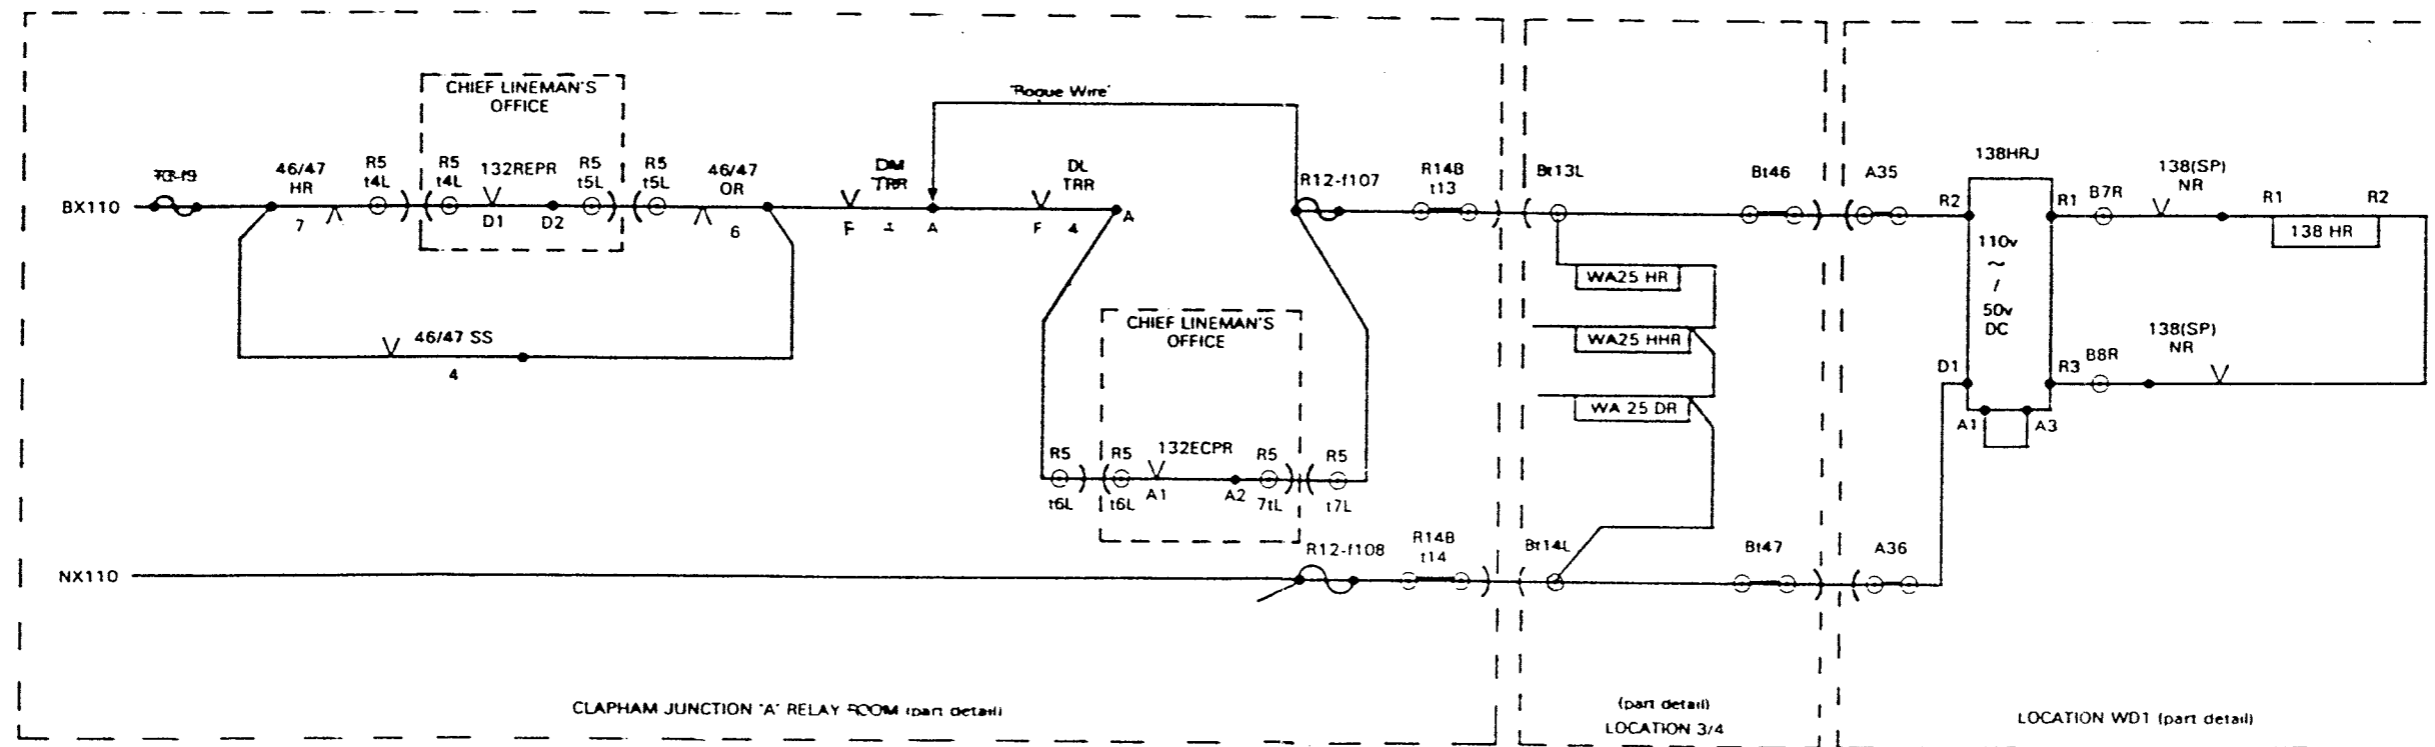 CHIEF LINEMAN'S
OFFICE
'Rogue Wire'
BX110
46/47
HR
7
R5
t4L
R5
t4L
132REPR
D1
D2
R5
t5L
R5
t5L
46/47
OR
6
DM
TRR
F
A
DL
TRR
F
4
A
46/47 SS
4
R12-f107
R14B
t13
Bt13L
Bt46
A35
138HRJ
R2
R1
B7R
138(SP)
NR
R1
R2
138 HR
110v
~
/
50v
DC
WA25 HR
WA25 HHR
WA 25 DR
CHIEF LINEMAN'S
OFFICE
R5
t6L
R5
t6L
132ECPR
A1
A2
R5
7tL
R5
t7L
D1
R3
B8R
138(SP)
NR
A1
A3
NX110
R12-f108
R14B
t14
Bt14L
Bt47
A36
CLAPHAM JUNCTION 'A' RELAY ROOM (part detail)
(part detail)
LOCATION 3/4
LOCATION WD1 (part detail)